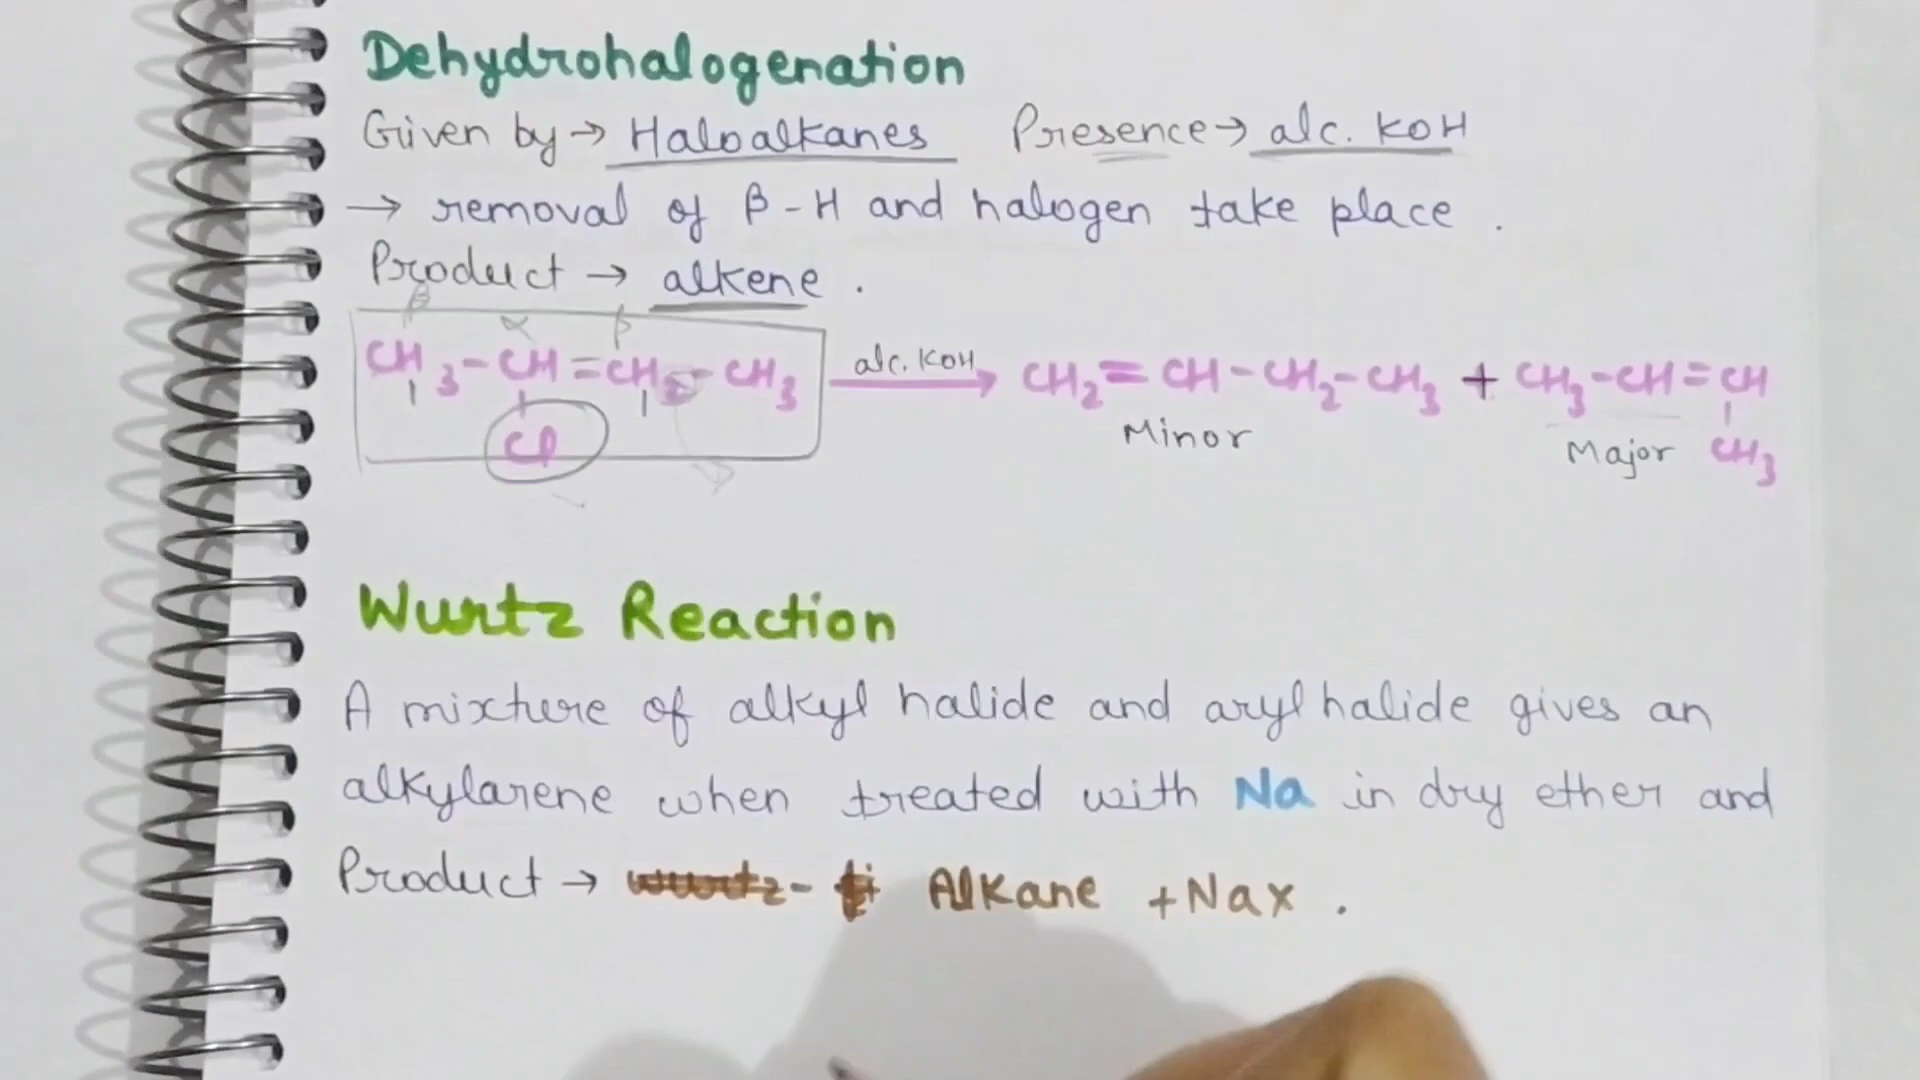 Dehydrohalogenation
Given by → Haloalkanes Presence → alc. KOH
→ removal of β-H and halogen take place .
Product → alkene .
β α β
CH3-CH=CH2-CH3 alc. KOH CH2=CH-CH2-CH3 + CH3-CH=CH
Cl Minor Major CH3
Wurtz Reaction
A mixture of alkyl halide and aryl halide gives an
alkylarene when treated with Na in dry ether and
Product → Alkane + Nax .